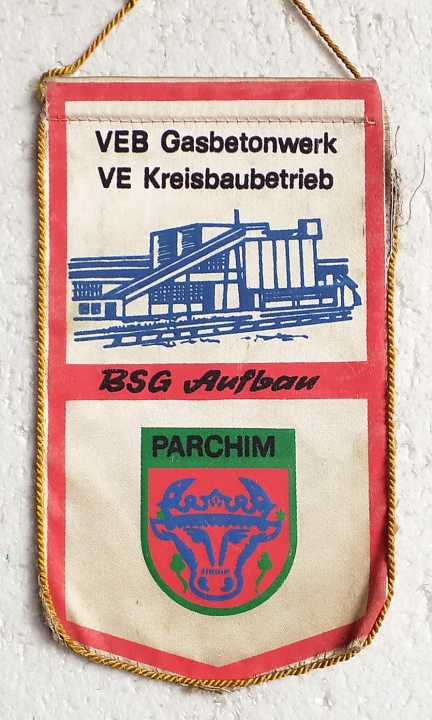 VEB Gasbetonwerk
VE Kreisbaubetrieb
BSG Aufbau
PARCHIM